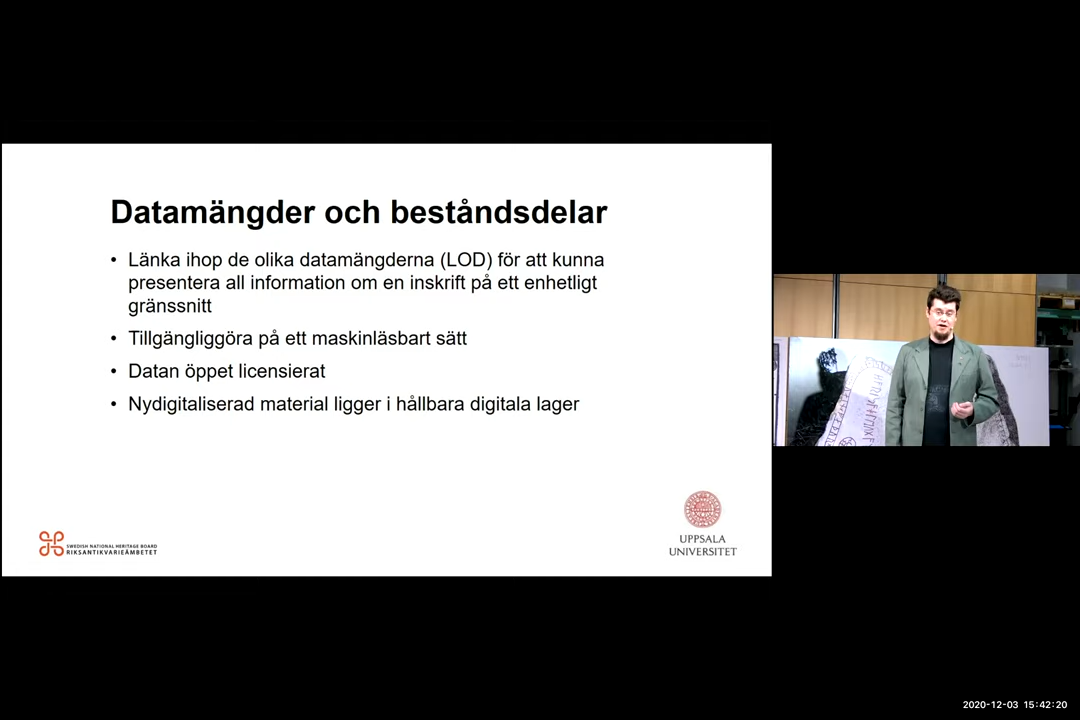 Datamängder och beståndsdelar
• Länka ihop de olika datamängderna (LOD) för att kunna
presentera all information om en inskrift på ett enhetligt
gränssnitt
• Tillgängliggöra på ett maskinläsbart sätt
• Datan öppet licensierat
• Nydigitaliserad material ligger i hållbara digitala lager
SWEDISH NATIONAL HERITAGE BOARD
RIKSANTIKVARIEÄMBETET
UPPSALA
UNIVERSITET
2020-12-03 15:42:20